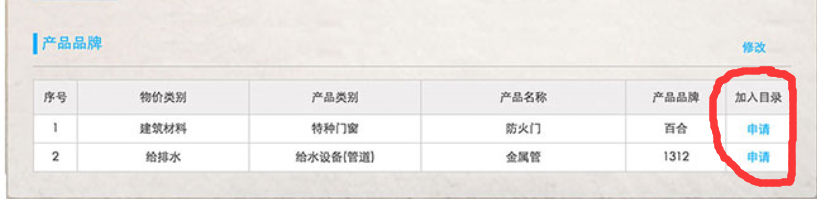 产品品牌
修改
序号 物价类别 产品类别 产品名称 产品品牌 加入目录
1 建筑材料 特种门窗 防火门 百合 申请
2 给排水 给水设备(管道) 金属管 1312 申请